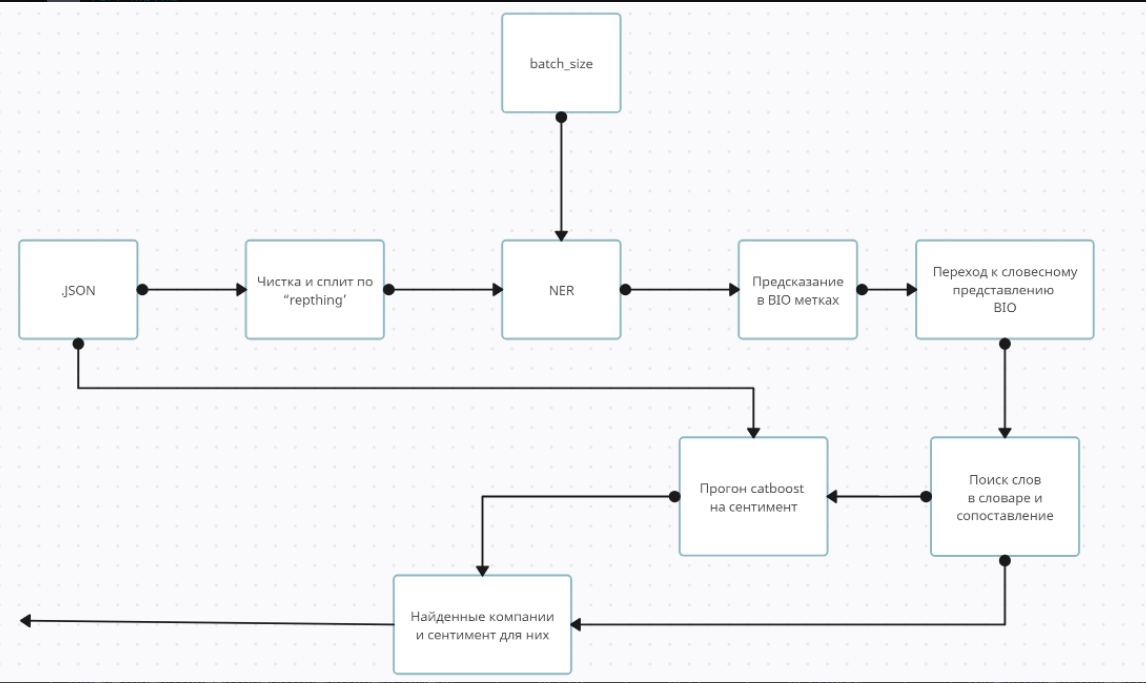 batch_size
.JSON
Чистка и сплит по
“repthing’
NER
Предсказание
в BIO метках
Переход к словесному
представлению
BIO
Прогон catboost
на сентимент
Поиск слов
в словаре и
сопоставление
Найденные компании
и сентимент для них